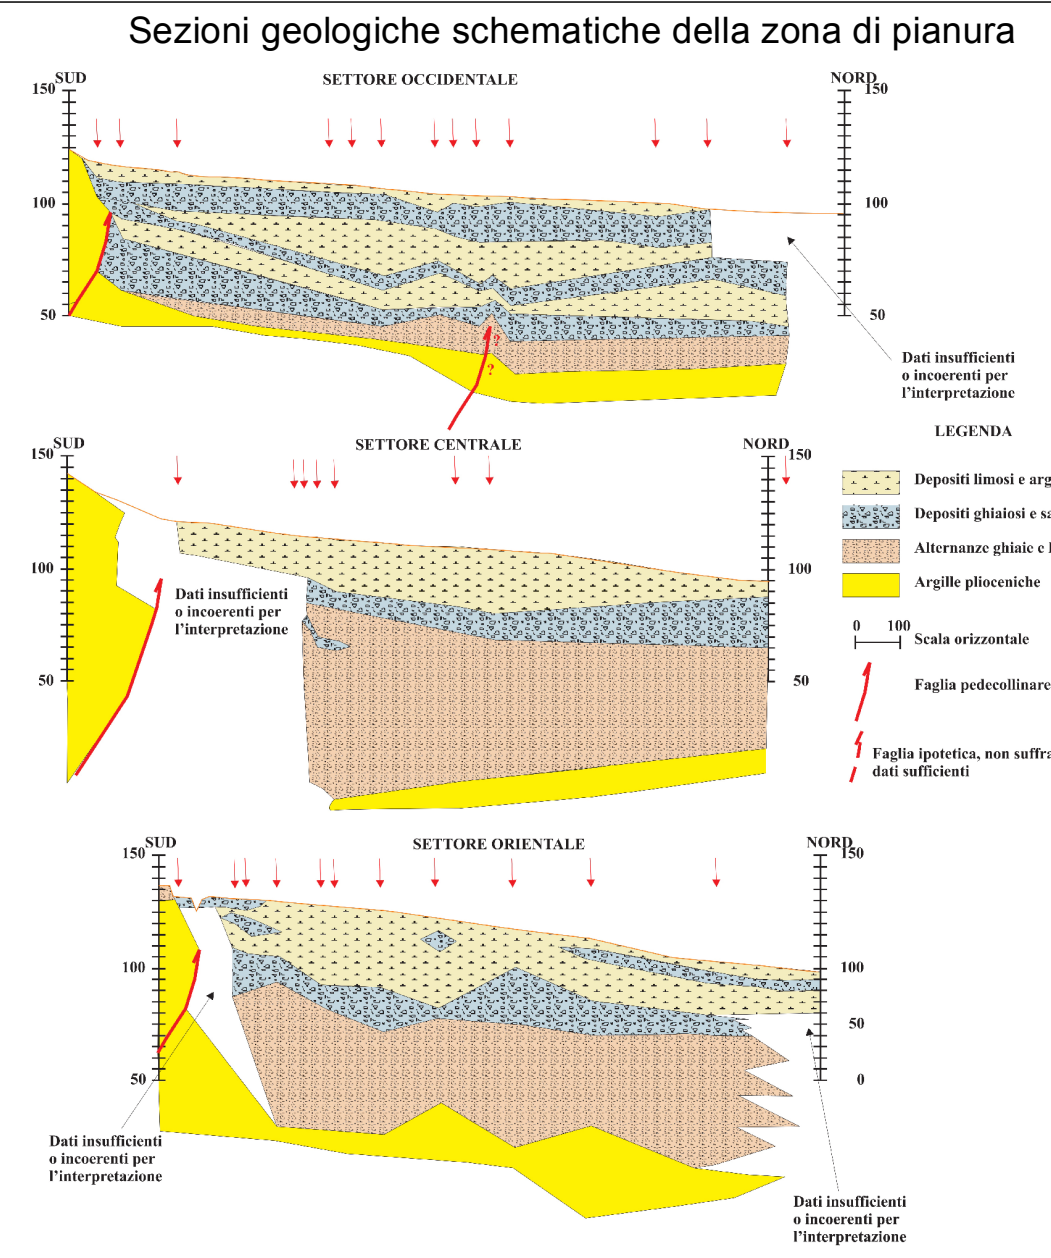 Sezioni geologiche schematiche della zona di pianura
SUD
SETTORE OCCIDENTALE
NORD
150
150
100
100
50
50
?
?
Dati insufficienti
o incoerenti per
l'interpretazione
SUD
SETTORE CENTRALE
NORD
150
150
100
100
50
50
Dati insufficienti
o incoerenti per
l'interpretazione
LEGENDA
Depositi limosi e arg
Depositi ghiaiosi e sa
Alternanze ghiaie e l
Argille plioceniche
0 100
Scala orizzontale
Faglia pedecollinare
Faglia ipotetica, non suffra
dati sufficienti
SUD
SETTORE ORIENTALE
NORD
150
150
100
100
50
50
0
Dati insufficienti
o incoerenti per
l'interpretazione
Dati insufficienti
o incoerenti per
l'interpretazione